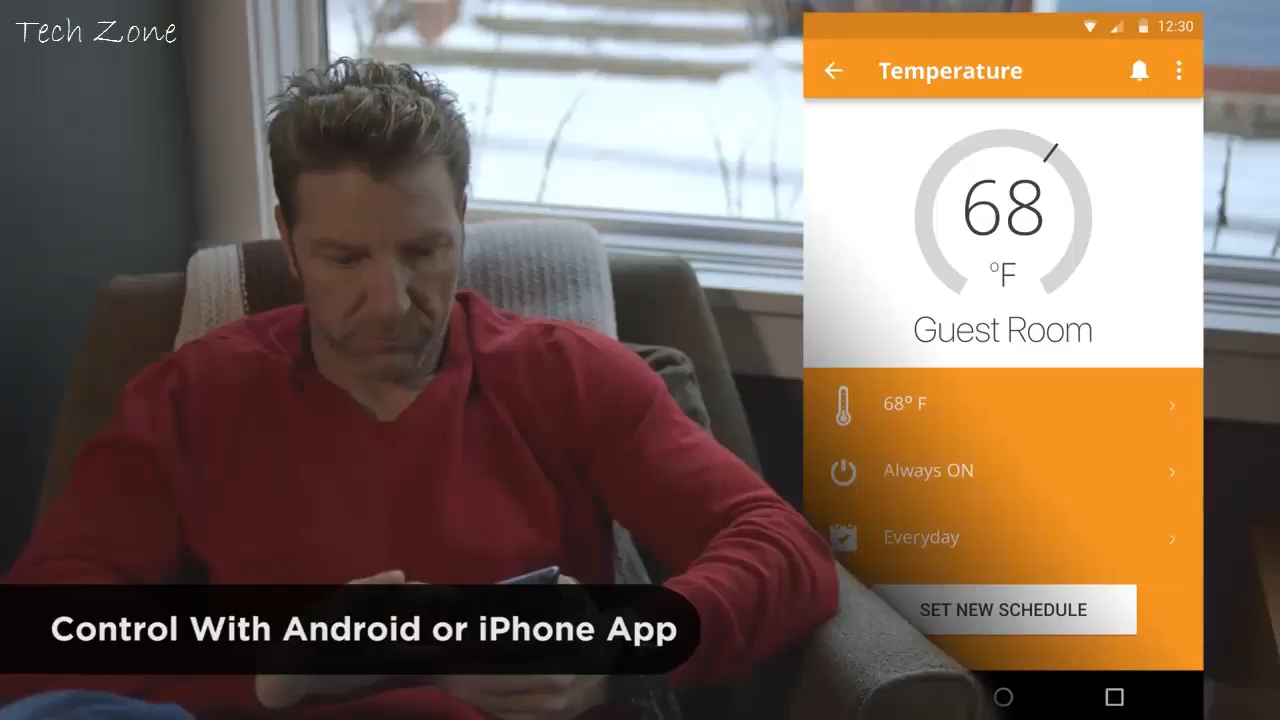 Tech Zone
12:30
Temperature
68
°F
Guest Room
68° F
Always ON
Everyday
SET NEW SCHEDULE
Control With Android or iPhone App